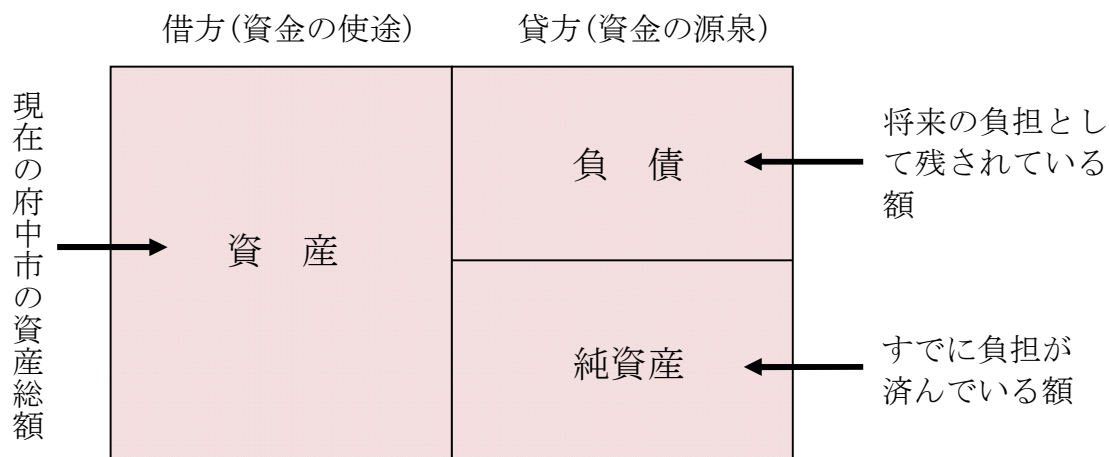 借方(資金の使途)
貸方(資金の源泉)
現在の府中市の資産総額
資　産
負　債
純資産
将来の負担とし
て残されている
額
すでに負担が
済んでいる額